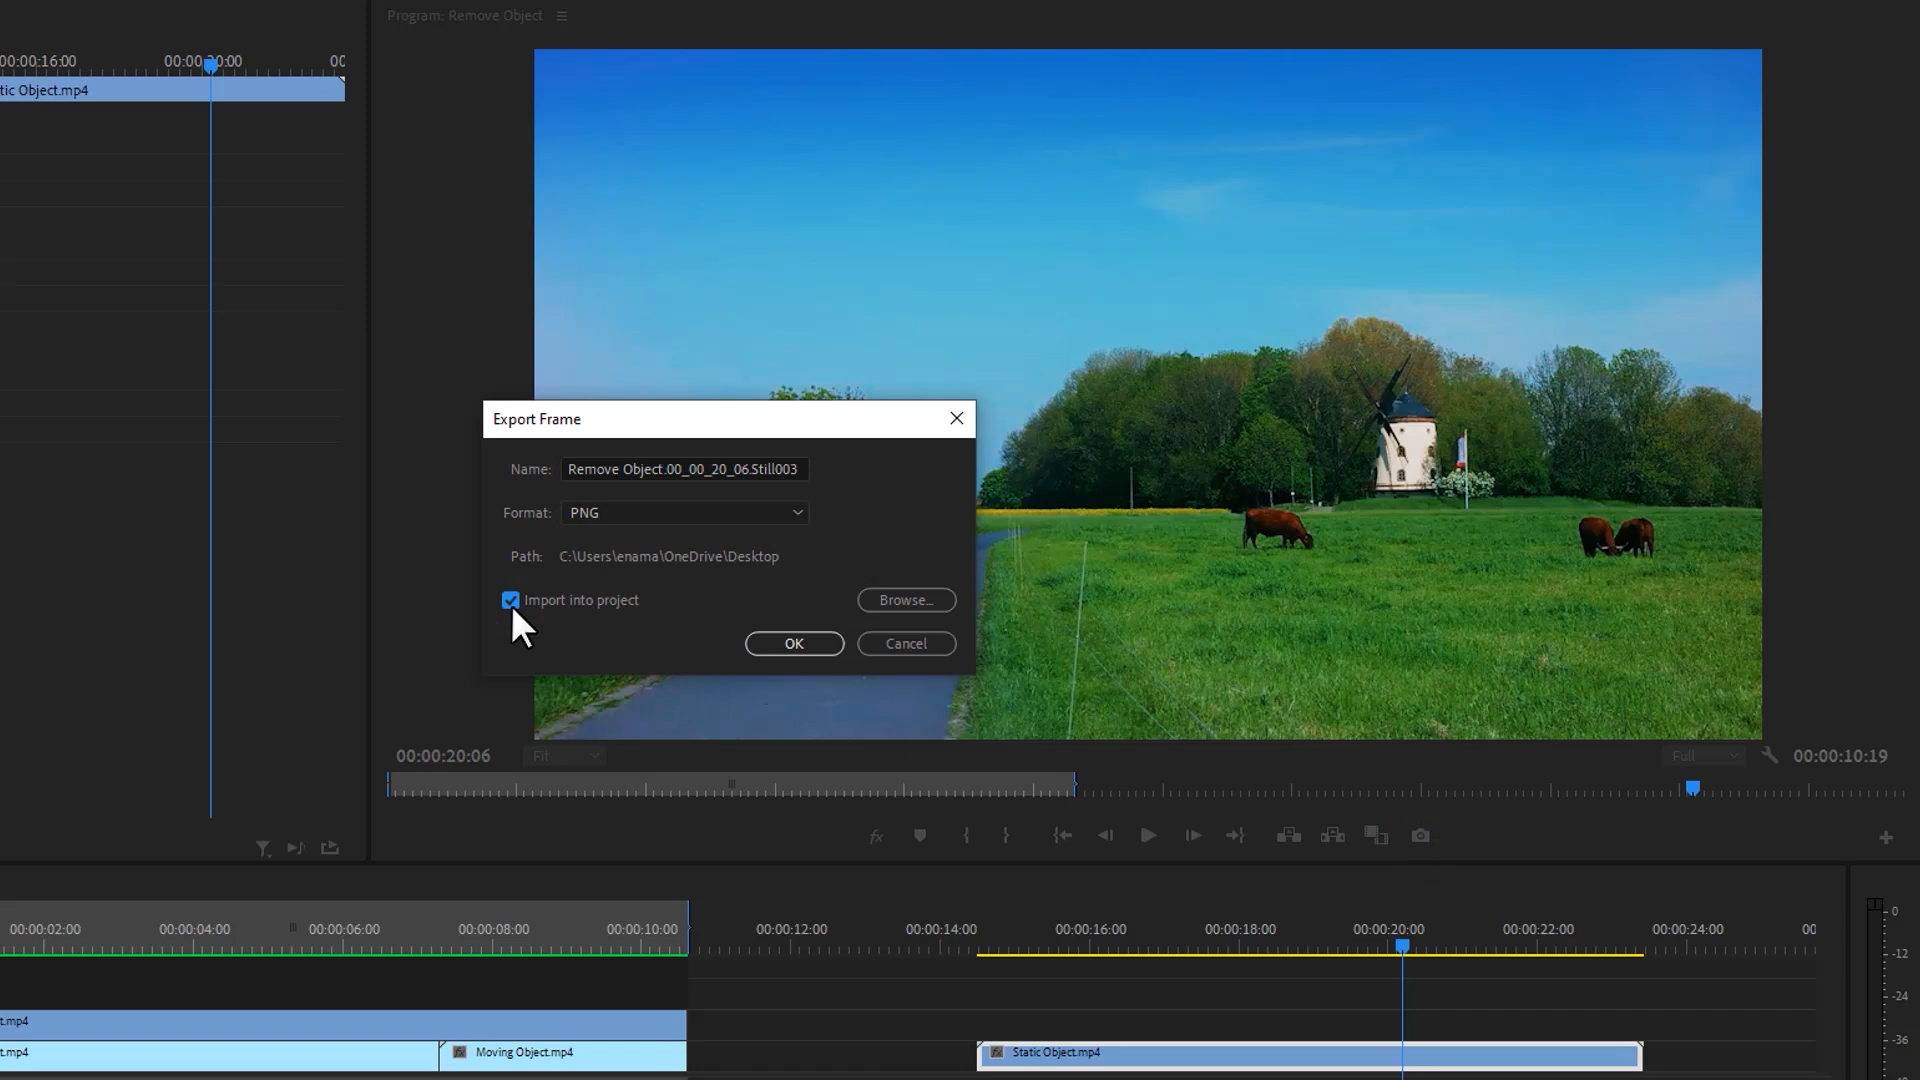 Program: Remove Object
00:00:16:00
tic Object.mp4
Export Frame
Name: Remove Object.00_00_20_06.Still003
Format: PNG
Path: C:\Users\enama\OneDrive\Desktop
Import into project
Browse...
OK
Cancel
00:00:20:06
Fit
Full
00:00:10:19
00:00:02:00
00:00:04:00
00:00:06:00
00:00:08:00
00:00:10:00
00:00:12:00
00:00:14:00
00:00:16:00
00:00:18:00
00:00:20:00
00:00:22:00
00:00:24:00
00
0
-12
-24
-36
t.mp4
t.mp4
Moving Object.mp4
Static Object.mp4